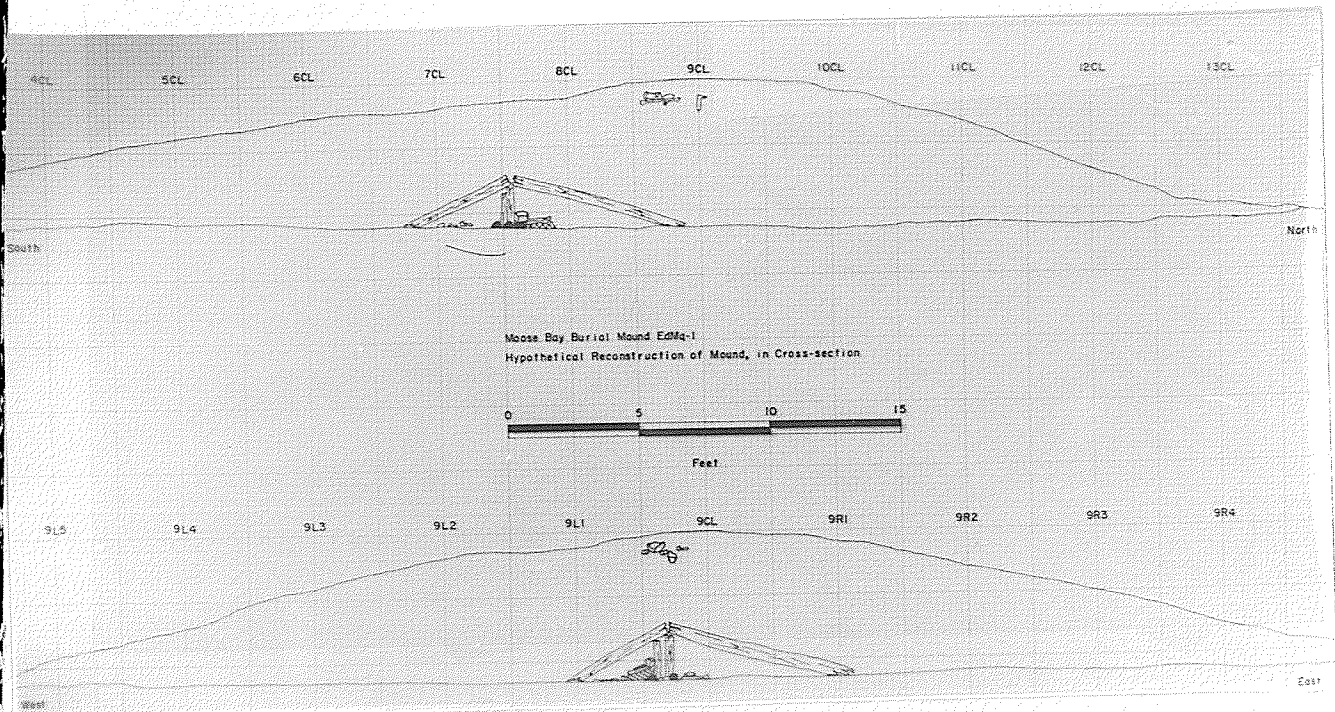 4CL 5CL 6CL 7CL 8CL 9CL 10CL 11CL 12CL 13CL
South North
Moose Bay Burial Mound EdMq-1
Hypothetical Reconstruction of Mound, in Cross-section
0 5 10 15
Feet
9L5 9L4 9L3 9L2 9L1 9CL 9R1 9R2 9R3 9R4
West East